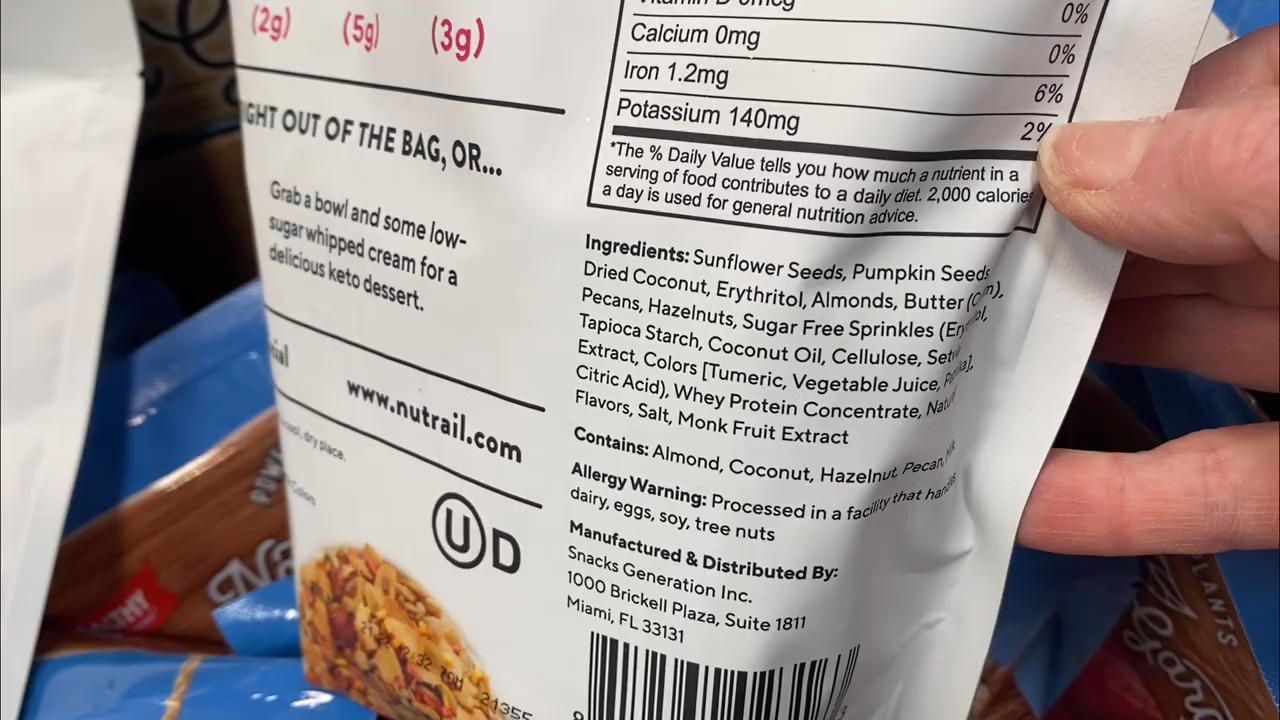 (2g) (5g) (3g)
GHT OUT OF THE BAG, OR...
Grab a bowl and some low-
sugar whipped cream for a
delicious keto dessert.
www.nutrail.com
cool, dry place.
Colors
U D
0%
Calcium 0mg 0%
Iron 1.2mg 6%
Potassium 140mg 2%
*The % Daily Value tells you how much a nutrient in a
serving of food contributes to a daily diet. 2,000 calories
a day is used for general nutrition advice.
Ingredients: Sunflower Seeds, Pumpkin Seeds
Dried Coconut, Erythritol, Almonds, Butter
Pecans, Hazelnuts, Sugar Free Sprinkles
Tapioca Starch, Coconut Oil, Cellulose,
Extract, Colors [Tumeric, Vegetable Juice,
Citric Acid), Whey Protein Concentrate,
Flavors, Salt, Monk Fruit Extract
Contains: Almond, Coconut, Hazelnut, Pecan,
Allergy Warning: Processed in a facility that
dairy, eggs, soy, tree nuts
Manufactured & Distributed By:
Snacks Generation Inc.
1000 Brickell Plaza, Suite 1811
Miami, FL 33131
21355